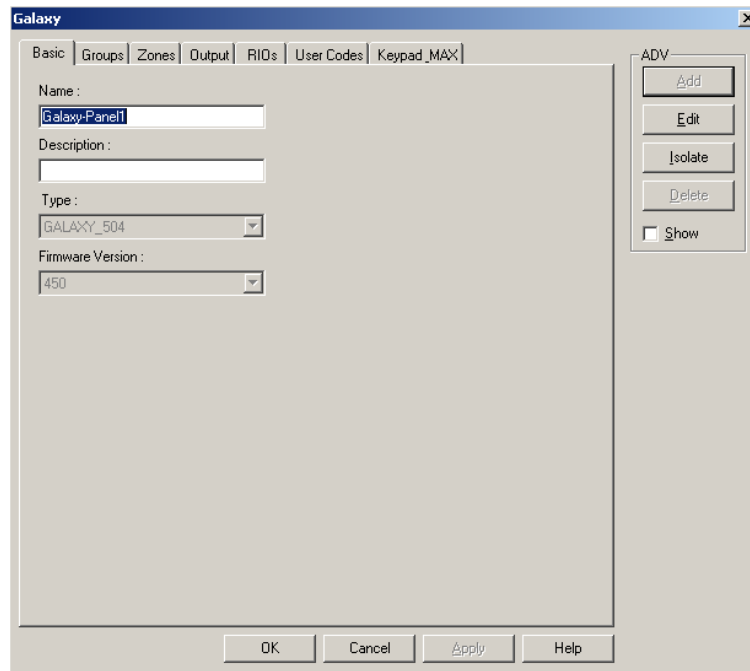 Galaxy
Basic Groups Zones Output RIOs User Codes Keypad_MAX
Name :
Galaxy-Panel1
Description :
Type :
GALAXY_504
Firmware Version :
450
ADV
Add
Edit
Isolate
Delete
Show
OK Cancel Apply Help